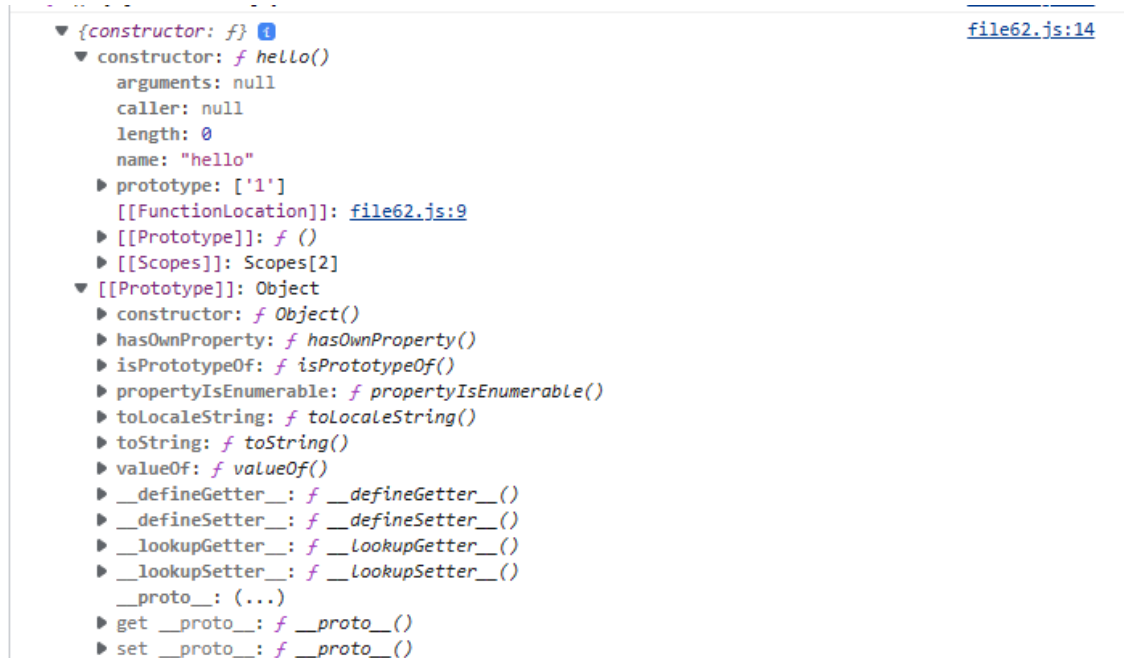 {constructor: ƒ} i file62.js:14
constructor: ƒ hello()
arguments: null
caller: null
length: 0
name: "hello"
prototype: ['1']
[[FunctionLocation]]: file62.js:9
[[Prototype]]: ƒ ()
[[Scopes]]: Scopes[2]
[[Prototype]]: Object
constructor: ƒ Object()
hasOwnProperty: ƒ hasOwnProperty()
isPrototypeOf: ƒ isPrototypeOf()
propertyIsEnumerable: ƒ propertyIsEnumerable()
toLocaleString: ƒ toLocaleString()
toString: ƒ toString()
valueOf: ƒ valueOf()
__defineGetter__: ƒ __defineGetter__()
__defineSetter__: ƒ __defineSetter__()
__lookupGetter__: ƒ __lookupGetter__()
__lookupSetter__: ƒ __lookupSetter__()
__proto__: (...)
get __proto__: ƒ __proto__()
set __proto__: ƒ __proto__()